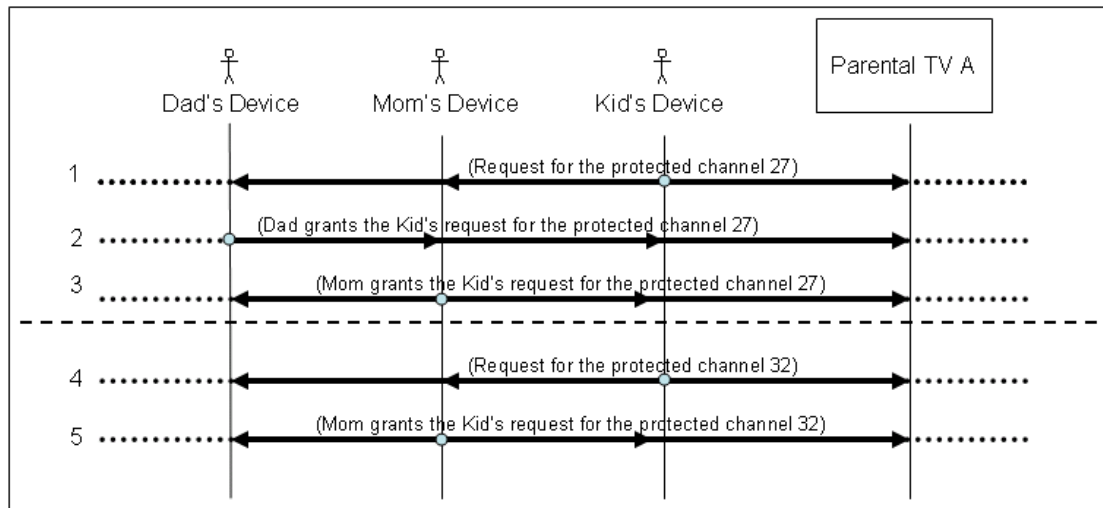 Parental TV A
Dad's Device Mom's Device Kid's Device
1 (Request for the protected channel 27)
2 (Dad grants the Kid's request for the protected channel 27)
3 (Mom grants the Kid's request for the protected channel 27)
4 (Request for the protected channel 32)
5 (Mom grants the Kid's request for the protected channel 32)